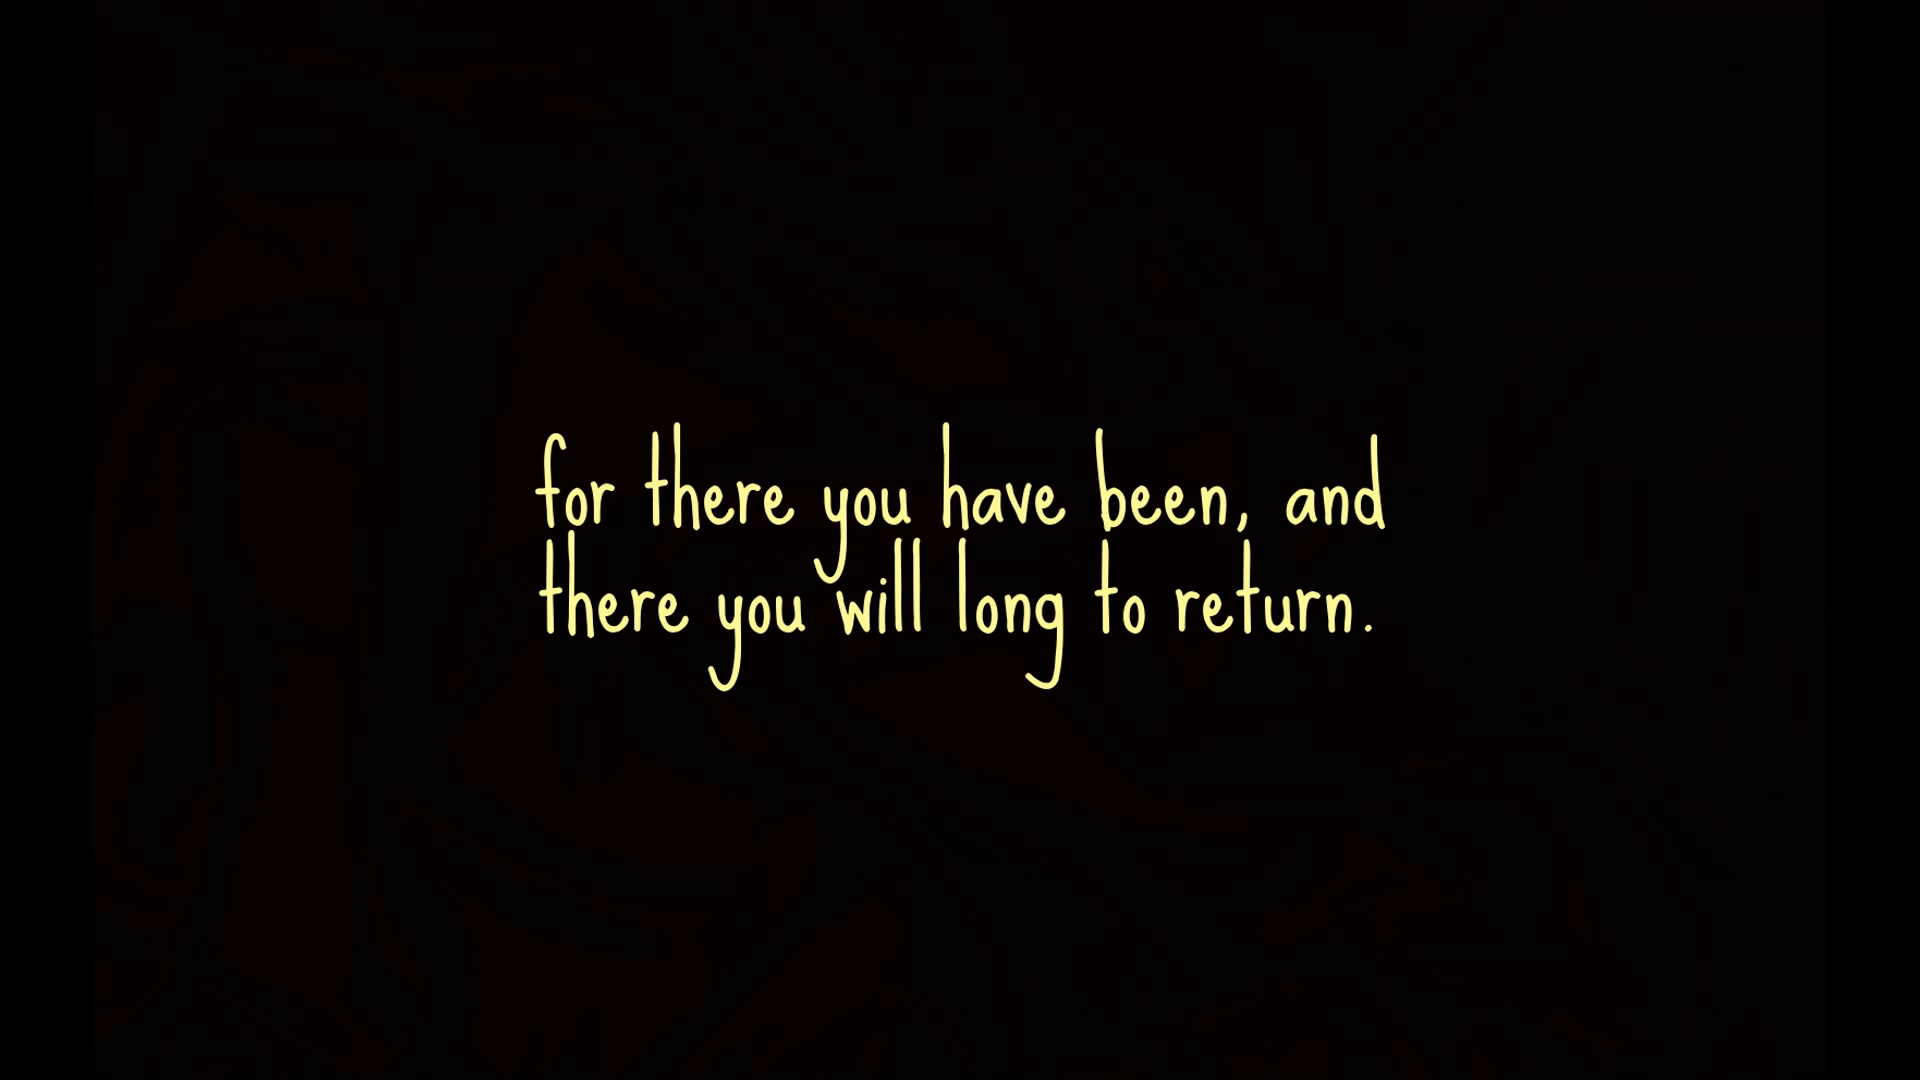 for there you have been, and
there you will long to return.